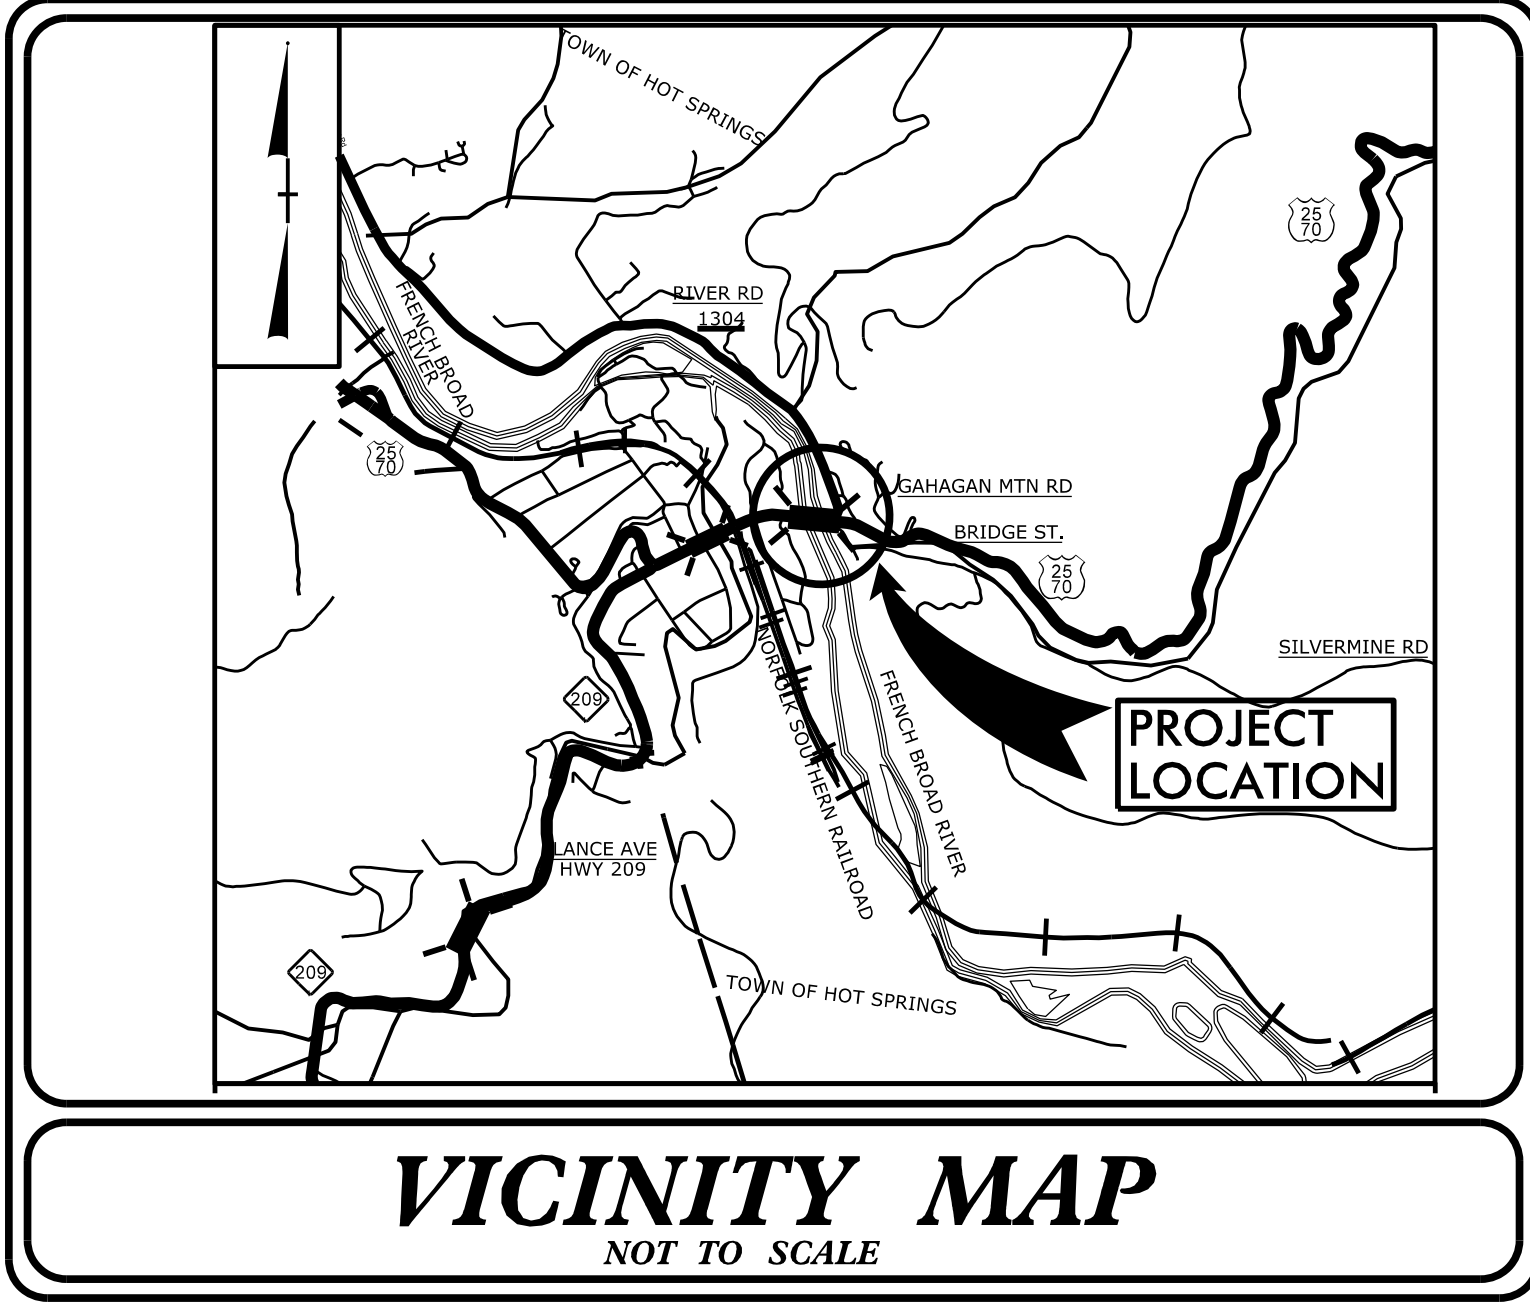 TOWN OF HOT SPRINGS
25
70
RIVER RD
1304
FRENCH BROAD
RIVER
25
70
GAHAGAN MTN RD
BRIDGE ST.
25
70
SILVERMINE RD
NORFOLK SOUTHERN RAILROAD
FRENCH BROAD RIVER
209
PROJECT
LOCATION
LANCE AVE
HWY 209
209
TOWN OF HOT SPRINGS
VICINITY MAP
NOT TO SCALE